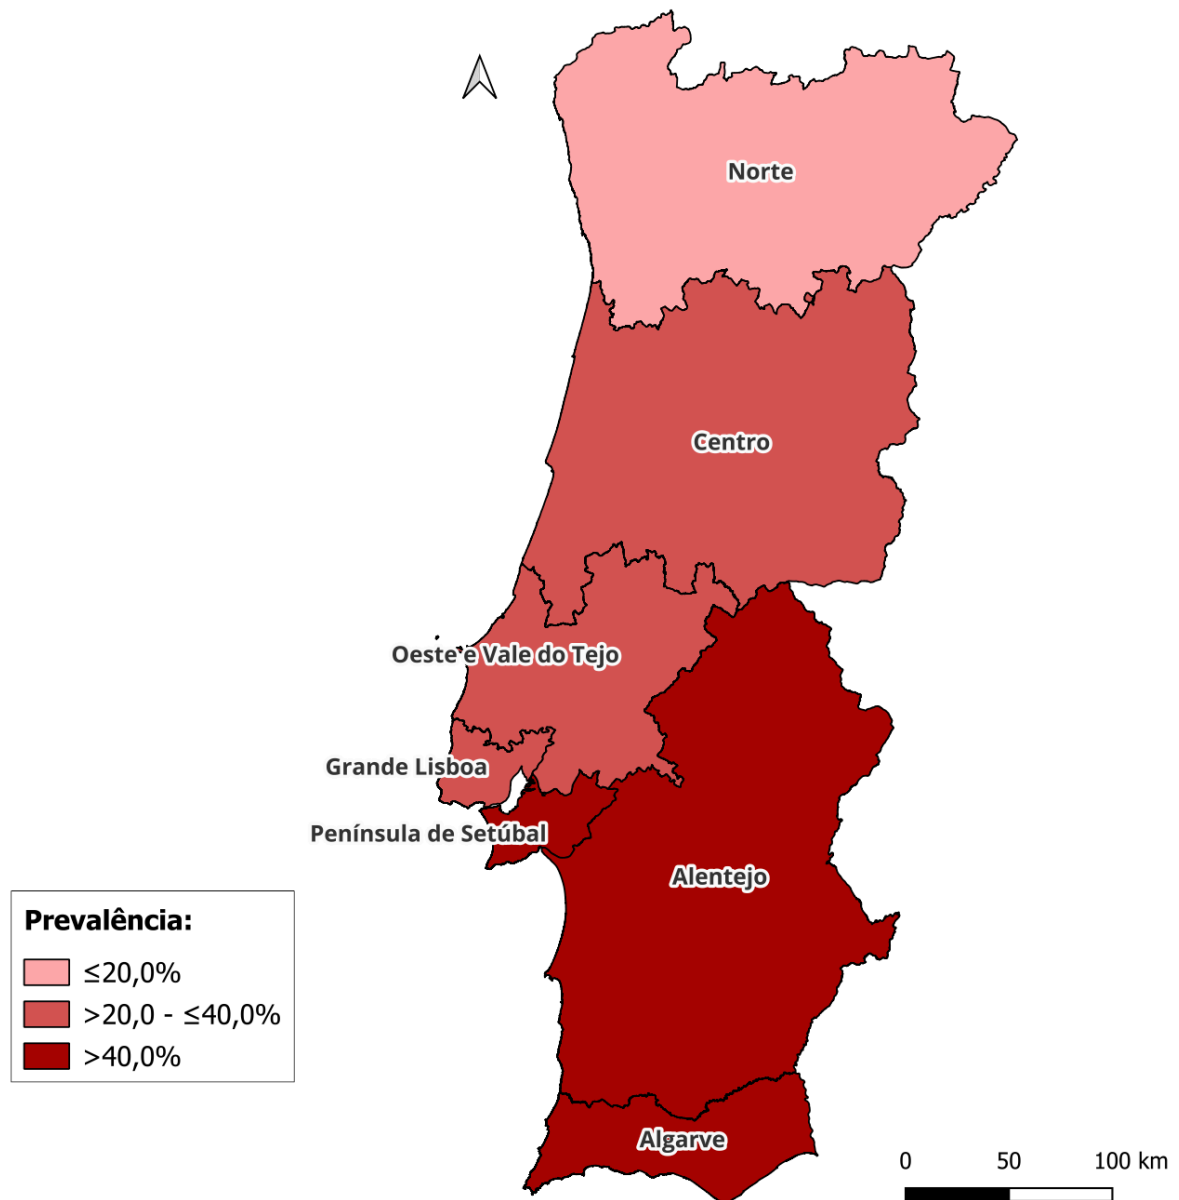 Norte
Centro
Oeste e Vale do Tejo
Grande Lisboa
Península de Setúbal
Alentejo
Algarve
Prevalência:
≤20,0%
>20,0 - ≤40,0%
>40,0%
0 50 100 km